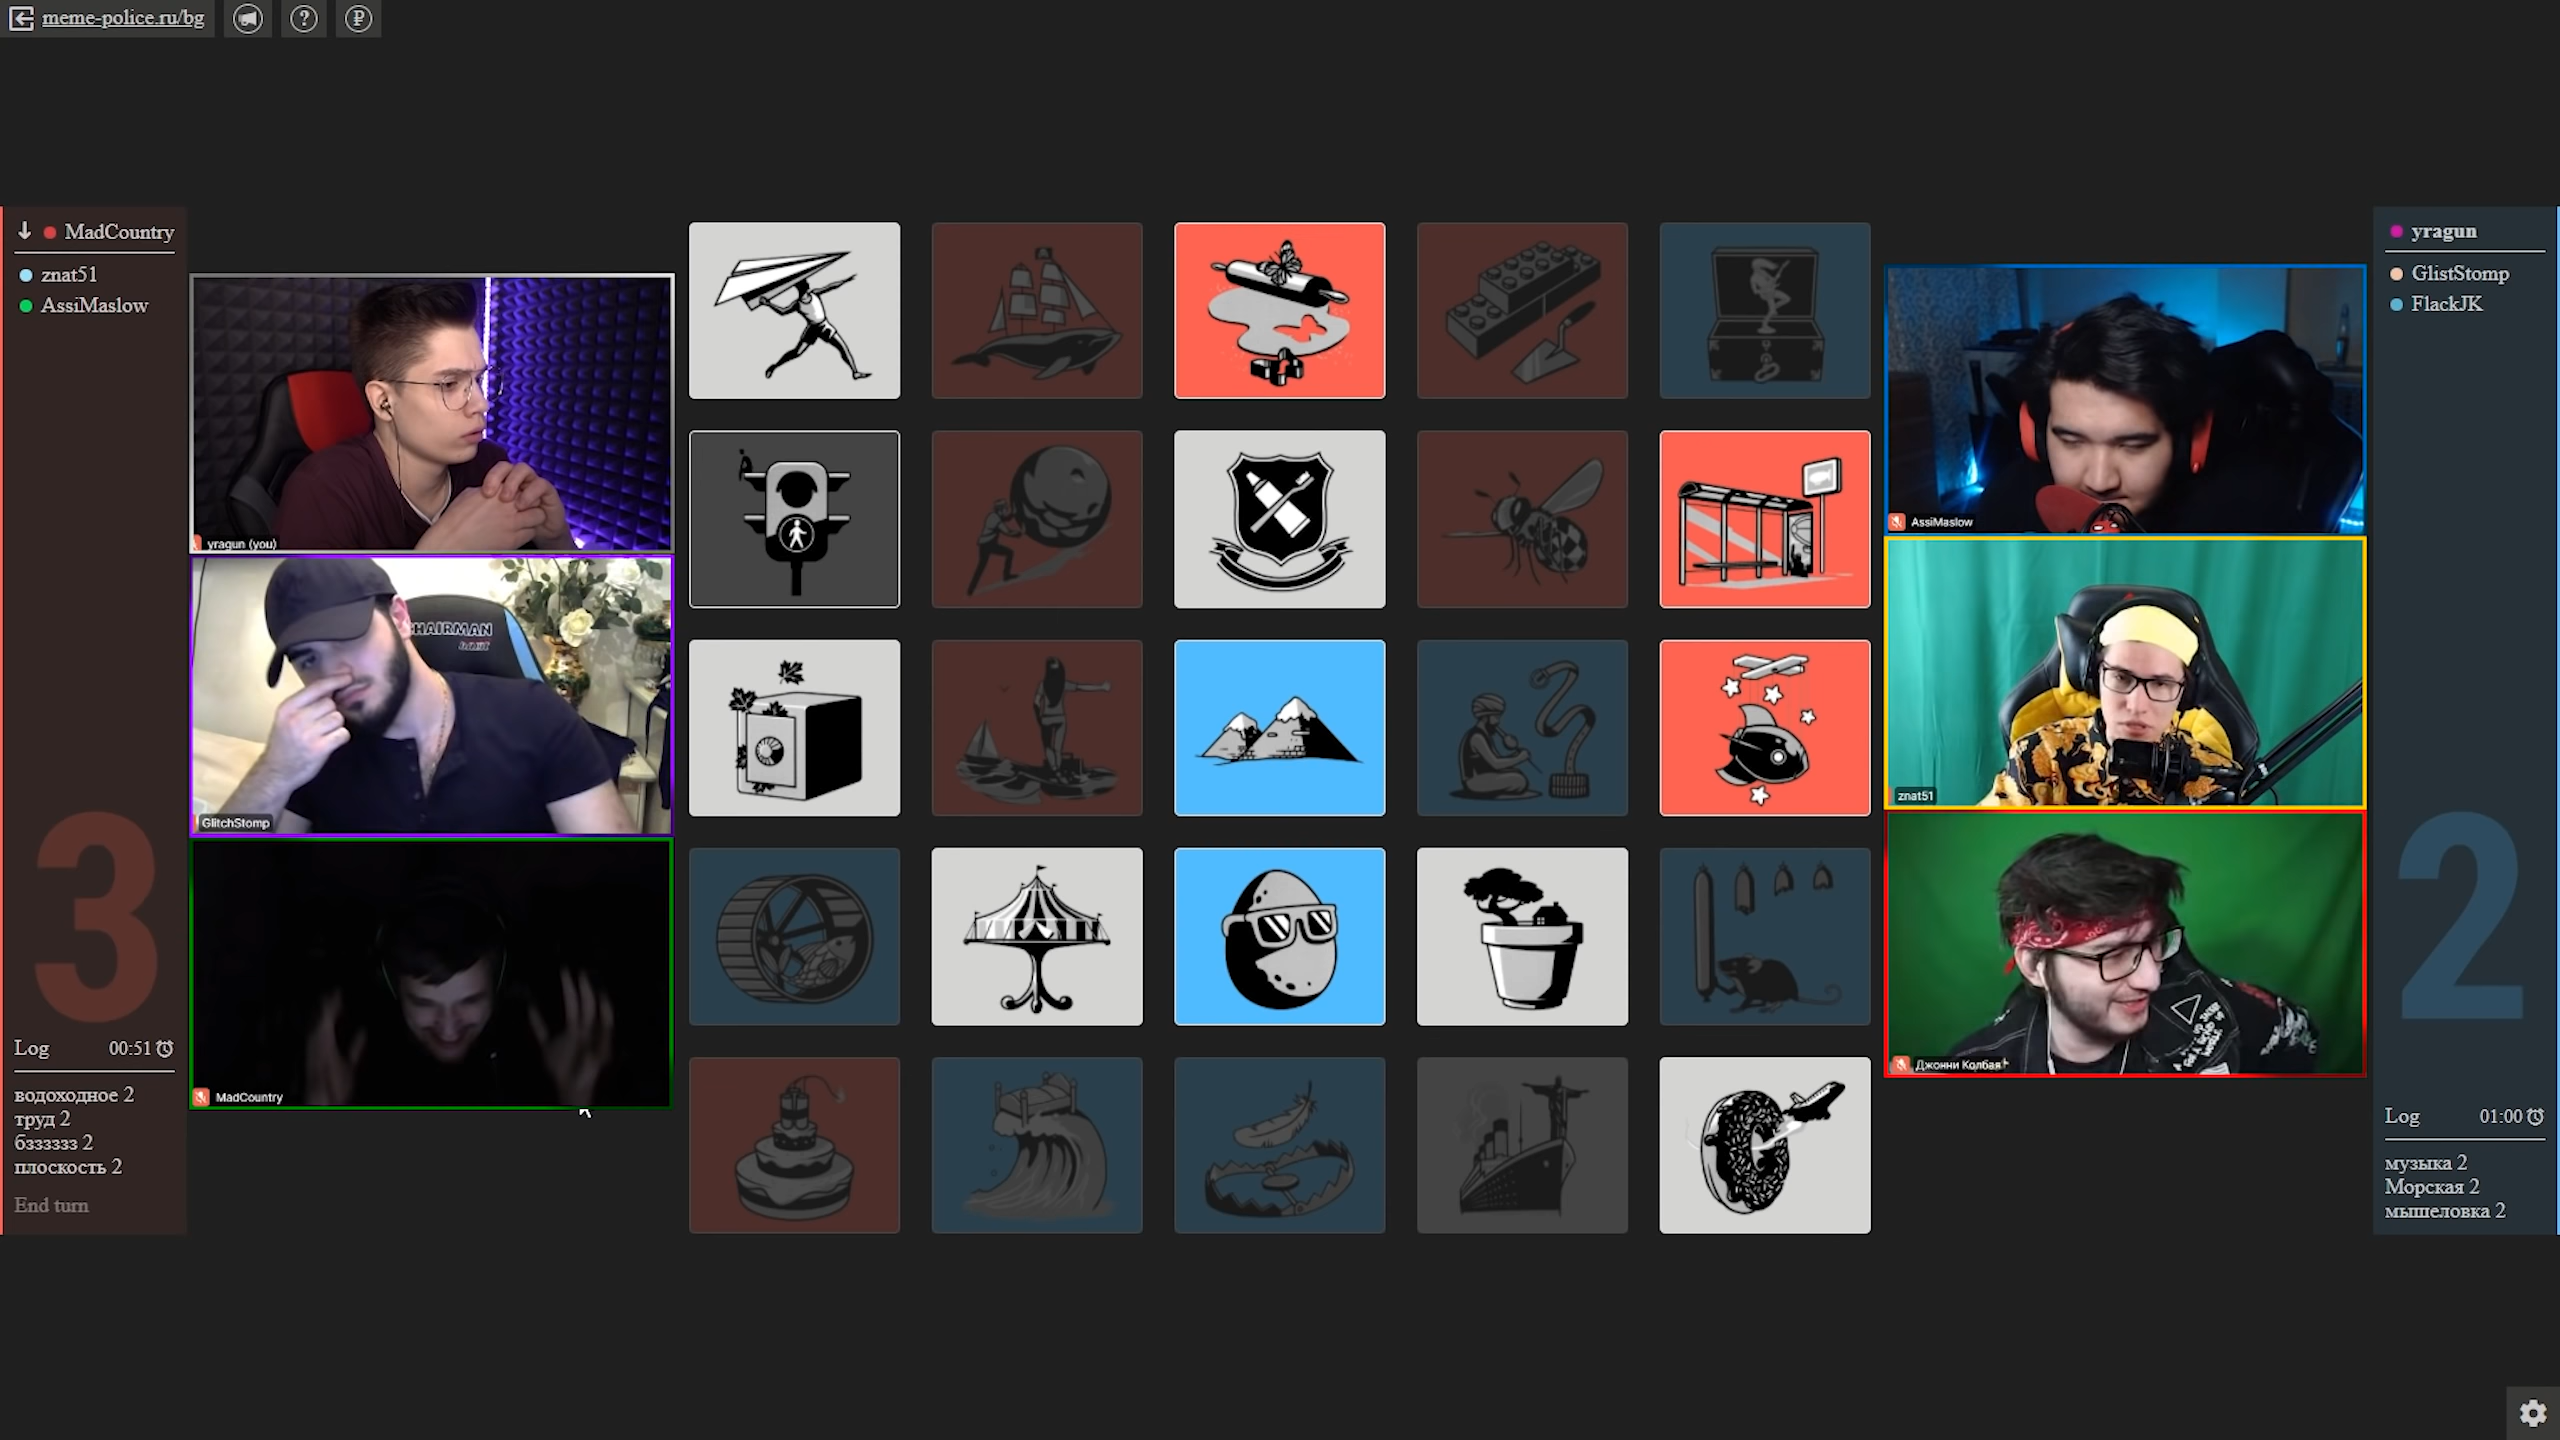 meme-police.ru/bg
MadCountry
znat51
AssiMaslow
yragun (you)
CHAIRMAN
GlitchStomp
MadCountry
3
Log 00:51
водоходное 2
труд 2
бзззззз 2
плоскость 2
End turn
AssiMaslow
znat51
Джонни Колбая
yragun
GlistStomp
FlackJK
2
Log 01:00
музыка 2
Морская 2
мышеловка 2